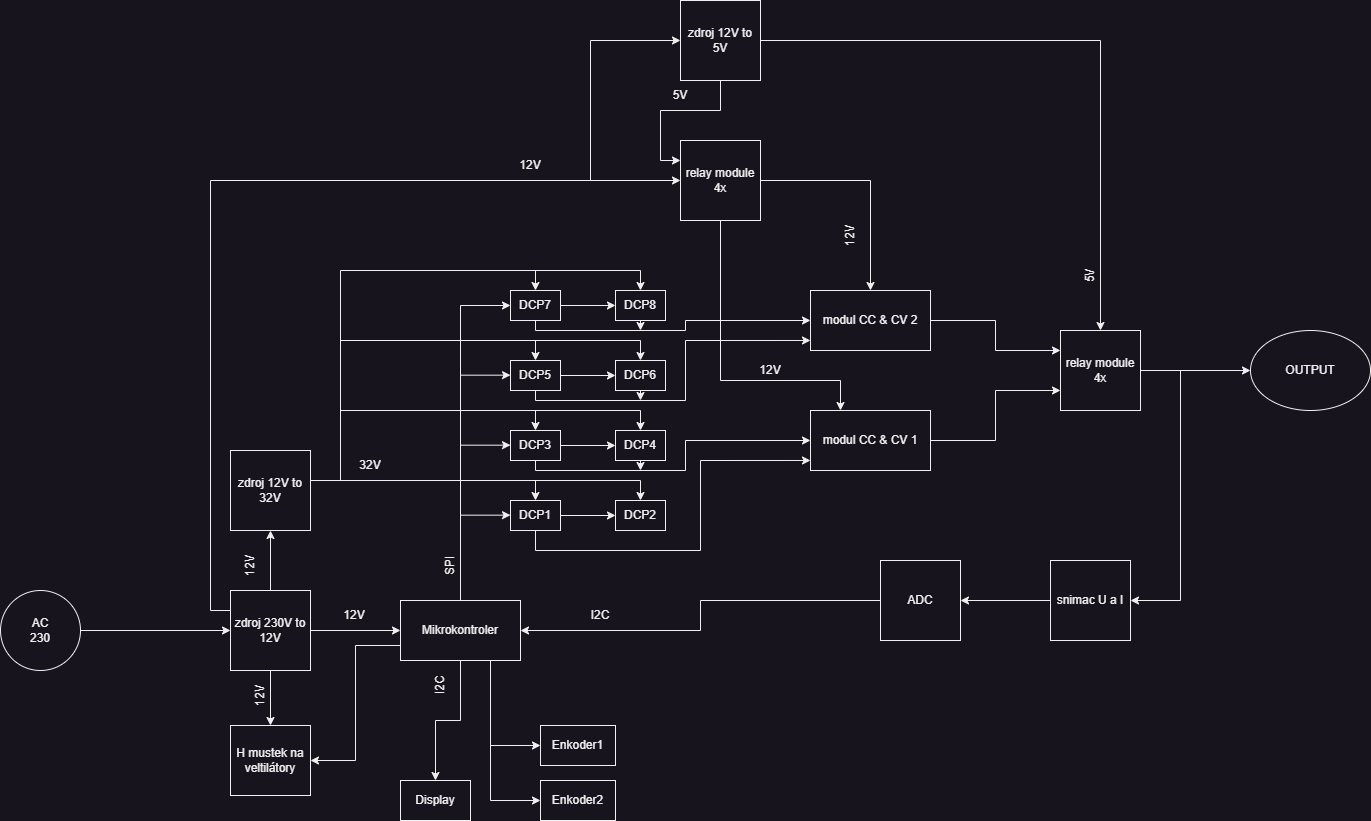 zdroj 12V to
5V
5V
12V
relay module
4x
12V
5V
DCP7
DCP8
modul CC & CV 2
DCP5
DCP6
12V
relay module
4x
OUTPUT
DCP3
DCP4
modul CC & CV 1
32V
zdroj 12V to
32V
DCP1
DCP2
12V
SPI
AC
230
zdroj 230V to
12V
12V
Mikrokontroler
I2C
ADC
snimac U a I
12V
I2C
H mustek na
veltilátory
Enkoder1
Display
Enkoder2